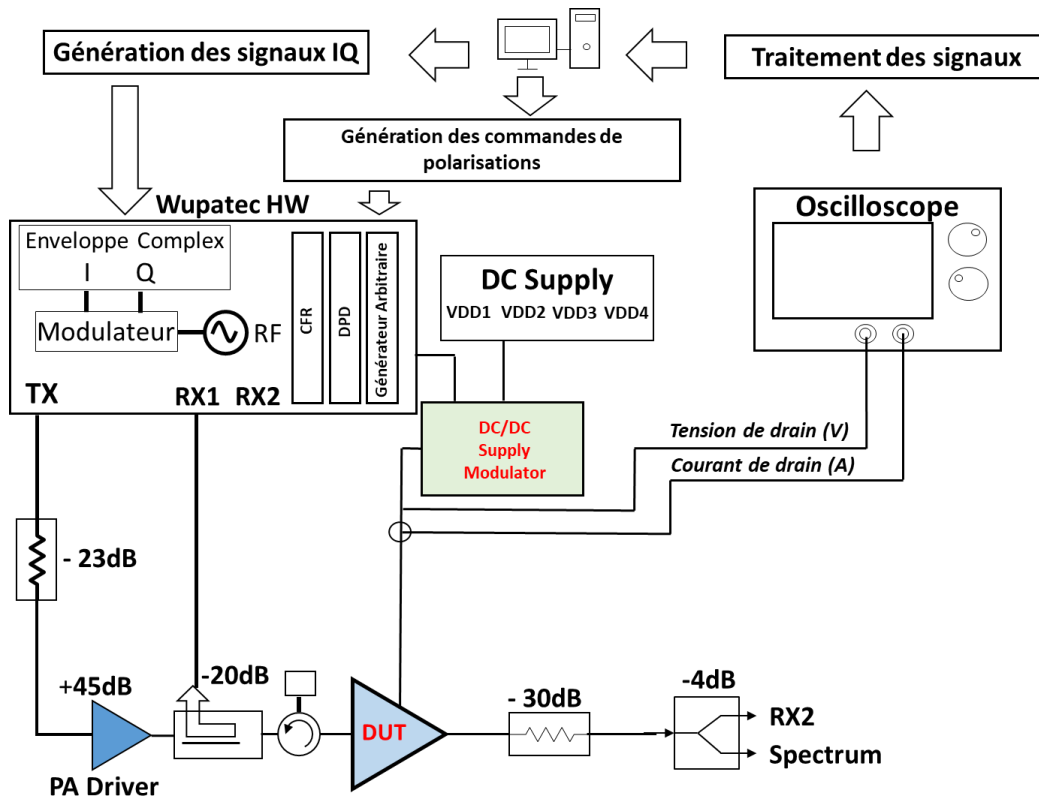 Génération des signaux IQ
Traitement des signaux
Génération des commandes de
polarisations
Wupatec HW
Oscilloscope
Enveloppe Complex
I Q
Modulateur
RF
CFR
DPD
Générateur Arbitraire
DC Supply
VDD1 VDD2 VDD3 VDD4
TX
RX1 RX2
DC/DC
Supply
Modulator
Tension de drain (V)
Courant de drain (A)
- 23dB
+45dB
-20dB
- 30dB
-4dB
DUT
RX2
Spectrum
PA Driver